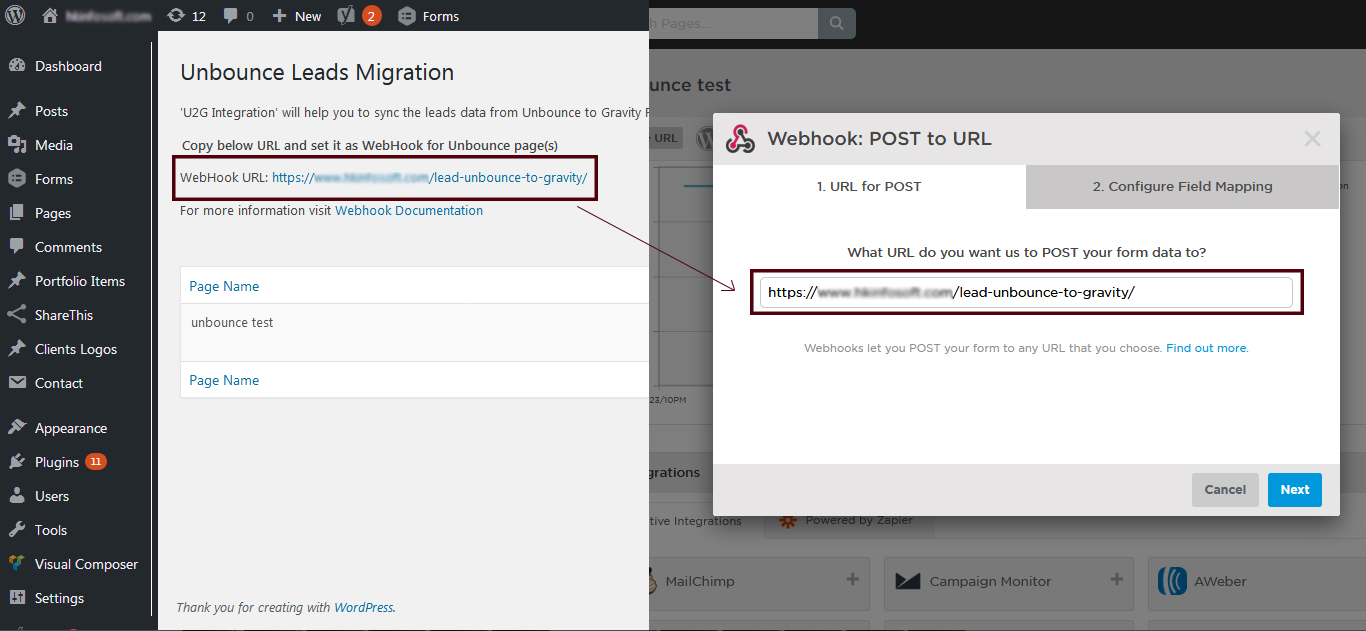 12
0
New
2
Forms
Dashboard
Posts
Media
Forms
Pages
Comments
Portfolio Items
ShareThis
Clients Logos
Contact
Appearance
Plugins 11
Users
Tools
Visual Composer
Settings
Unbounce Leads Migration
'U2G Integration' will help you to sync the leads data from Unbounce to Gravity F
Copy below URL and set it as WebHook for Unbounce page(s)
WebHook URL: https://www.hkinfosoft.com/lead-unbounce-to-gravity/
For more information visit Webhook Documentation
Page Name
unbounce test
Page Name
Thank you for creating with WordPress.
h Pages...
unce test
URL
Webhook: POST to URL
1. URL for POST
2. Configure Field Mapping
on
What URL do you want us to POST your form data to?
https://www.hkinfosoft.com/lead-unbounce-to-gravity/
Webhooks let you POST your form to any URL that you choose. Find out more.
Cancel
Next
23/10PM
grations
tive Integrations
Powered by Zapier
MailChimp
Campaign Monitor
AWeber